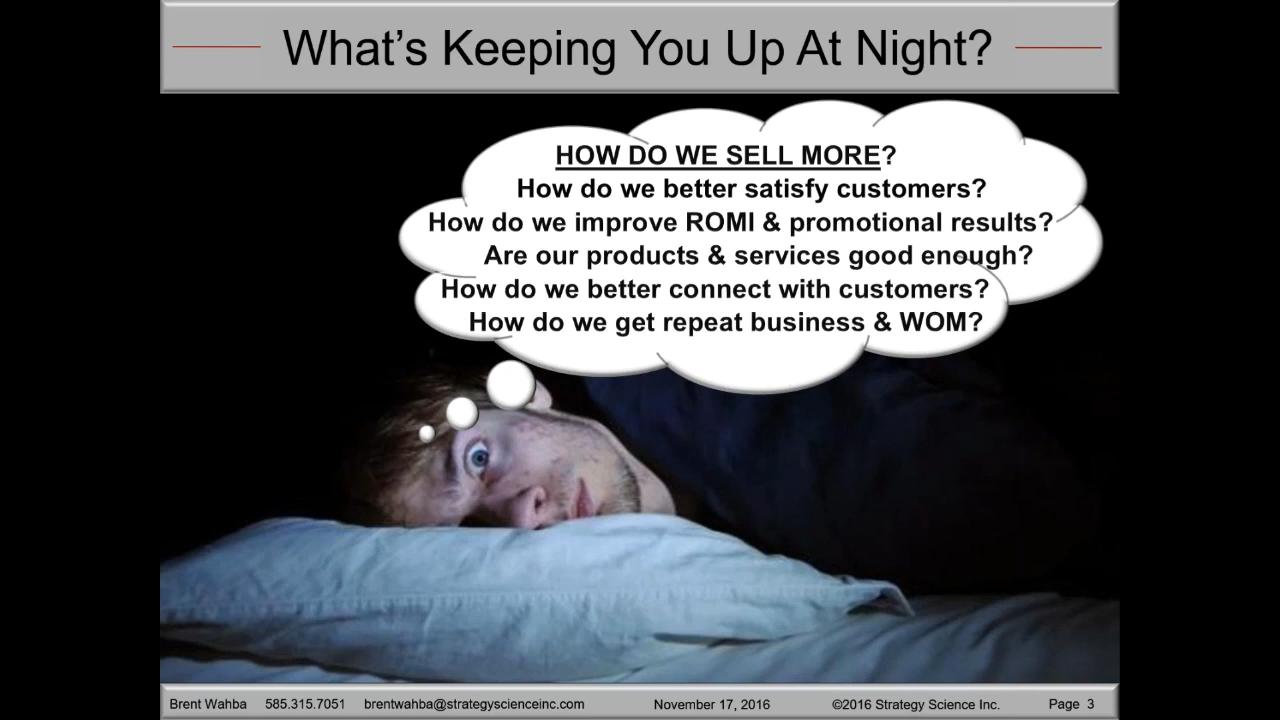 What's Keeping You Up At Night?
HOW DO WE SELL MORE?
How do we better satisfy customers?
How do we improve ROMI & promotional results?
Are our products & services good enough?
How do we better connect with customers?
How do we get repeat business & WOM?
Brent Wahba 585.315.7051 brentwahba@strategyscienceinc.com November 17, 2016 ©2016 Strategy Science Inc. Page 3